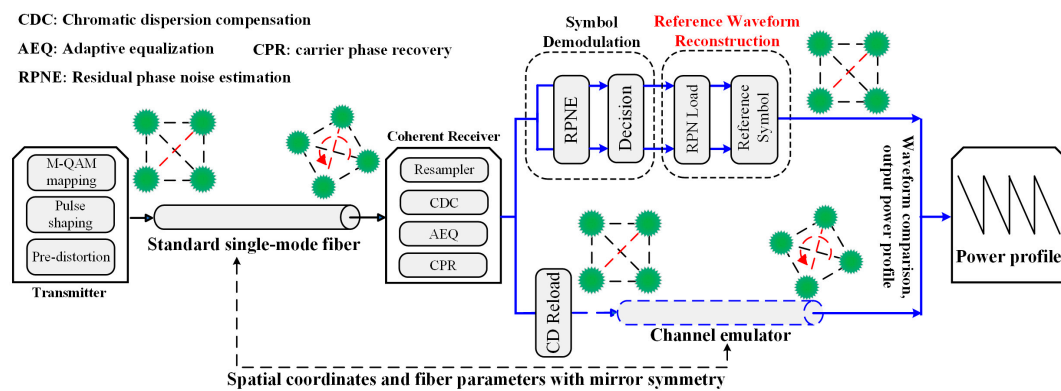 CDC: Chromatic dispersion compensation
AEQ: Adaptive equalization
CPR: carrier phase recovery
RPNE: Residual phase noise estimation
M-QAM
mapping
Pulse
shaping
Pre-distortion
Transmitter
Standard single-mode fiber
Coherent Receiver
Resampler
CDC
AEQ
CPR
Symbol
Demodulation
RPNE
Decision
Reference Waveform
Reconstruction
RPN Load
Reference
Symbol
CD Reload
Channel emulator
Waveform comparison,
output power profile
Power profile
Spatial coordinates and fiber parameters with mirror symmetry